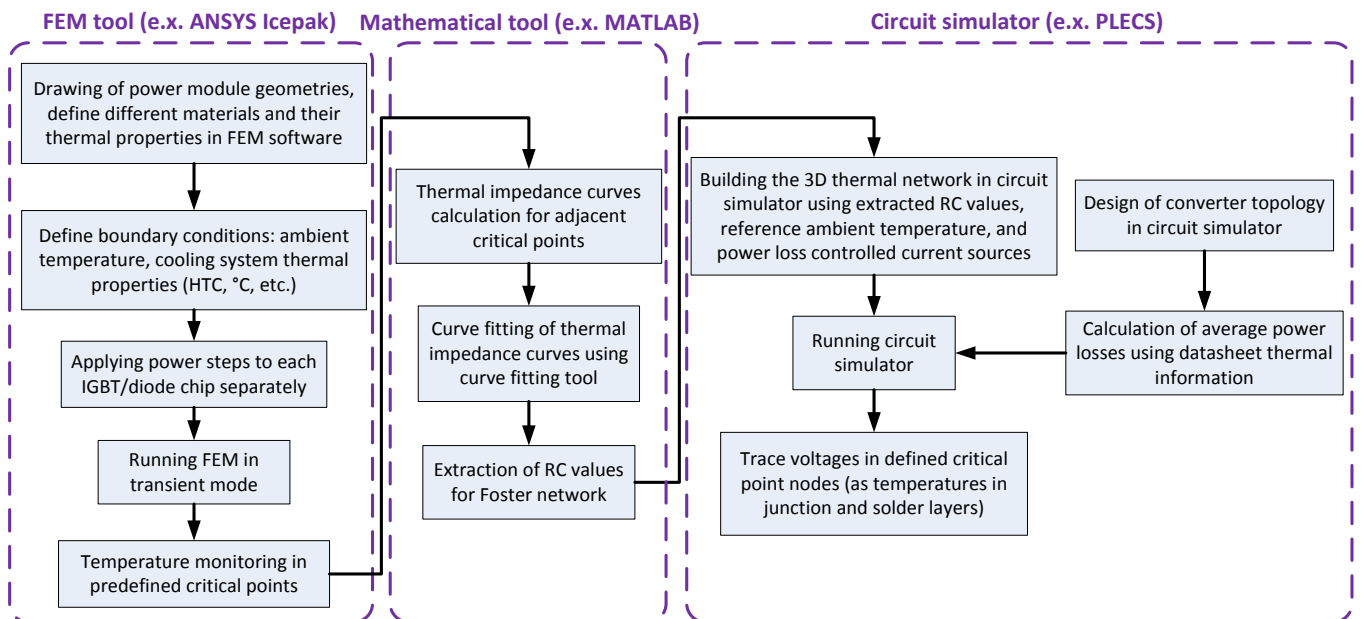 FEM tool (e.x. ANSYS Icepak)
Drawing of power module geometries,
define different materials and their
thermal properties in FEM software
Define boundary conditions: ambient
temperature, cooling system thermal
properties (HTC, °C, etc.)
Applying power steps to each
IGBT/diode chip separately
Running FEM in
transient mode
Temperature monitoring in
predefined critical points
Mathematical tool (e.x. MATLAB)
Thermal impedance curves
calculation for adjacent
critical points
Curve fitting of thermal
impedance curves using
curve fitting tool
Extraction of RC values
for Foster network
Circuit simulator (e.x. PLECS)
Building the 3D thermal network in circuit
simulator using extracted RC values,
reference ambient temperature, and
power loss controlled current sources
Running circuit
simulator
Trace voltages in defined critical
point nodes (as temperatures in
junction and solder layers)
Design of converter topology
in circuit simulator
Calculation of average power
losses using datasheet thermal
information